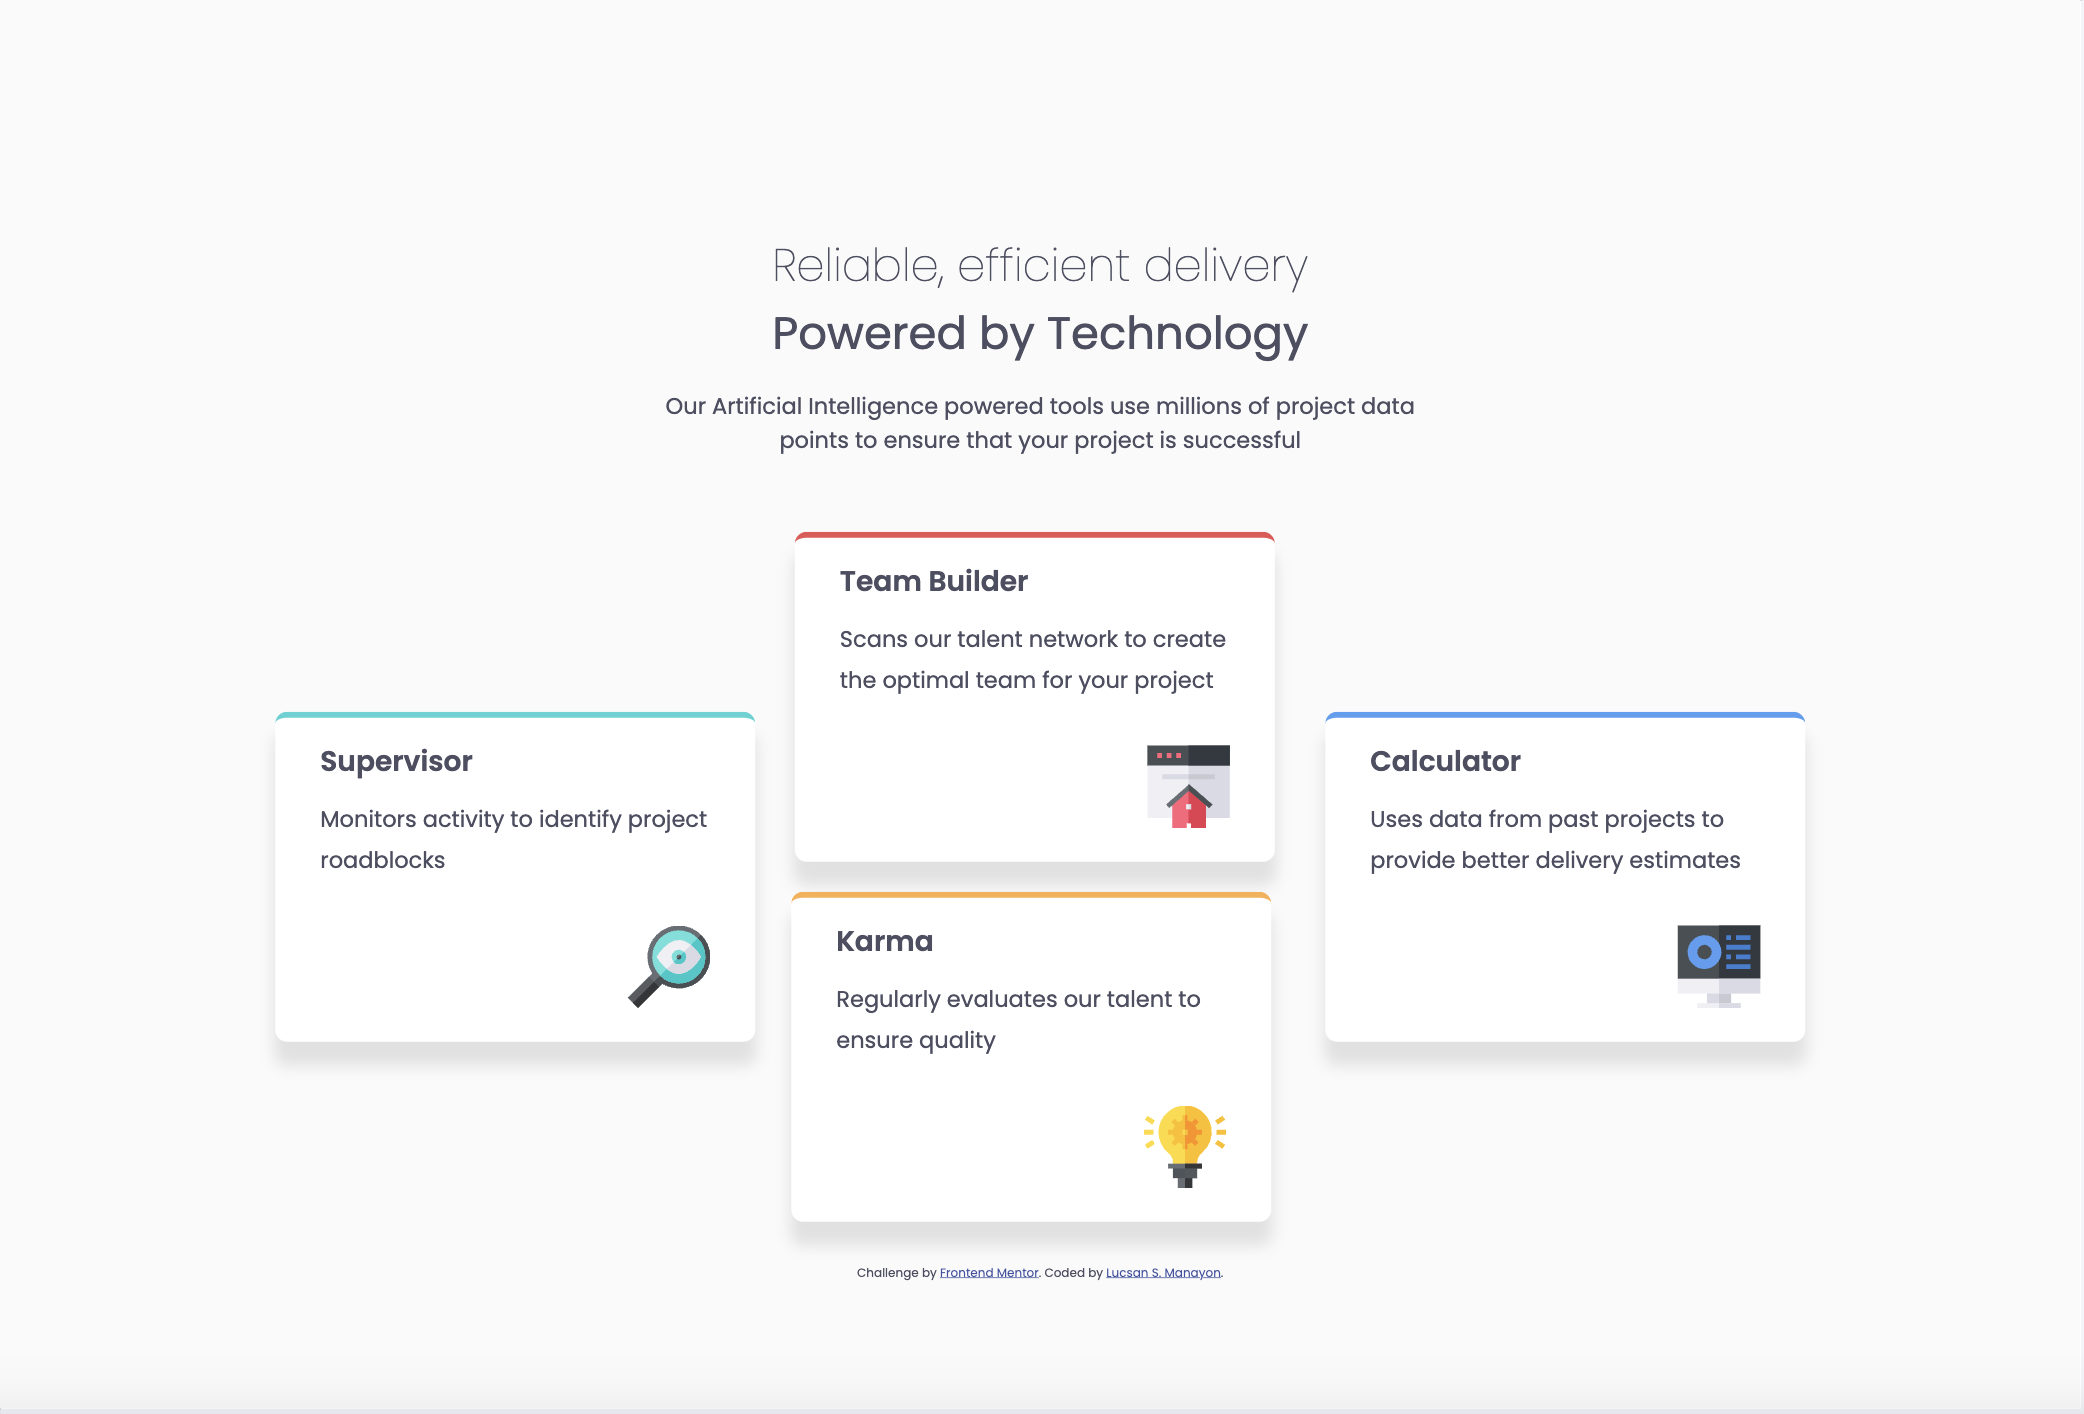 Reliable, efficient delivery
Powered by Technology
Our Artificial Intelligence powered tools use millions of project data
points to ensure that your project is successful
Team Builder
Scans our talent network to create
the optimal team for your project
Supervisor
Monitors activity to identify project
roadblocks
Calculator
Uses data from past projects to
provide better delivery estimates
Karma
Regularly evaluates our talent to
ensure quality
Challenge by Frontend Mentor. Coded by Lucsan S. Manayon.